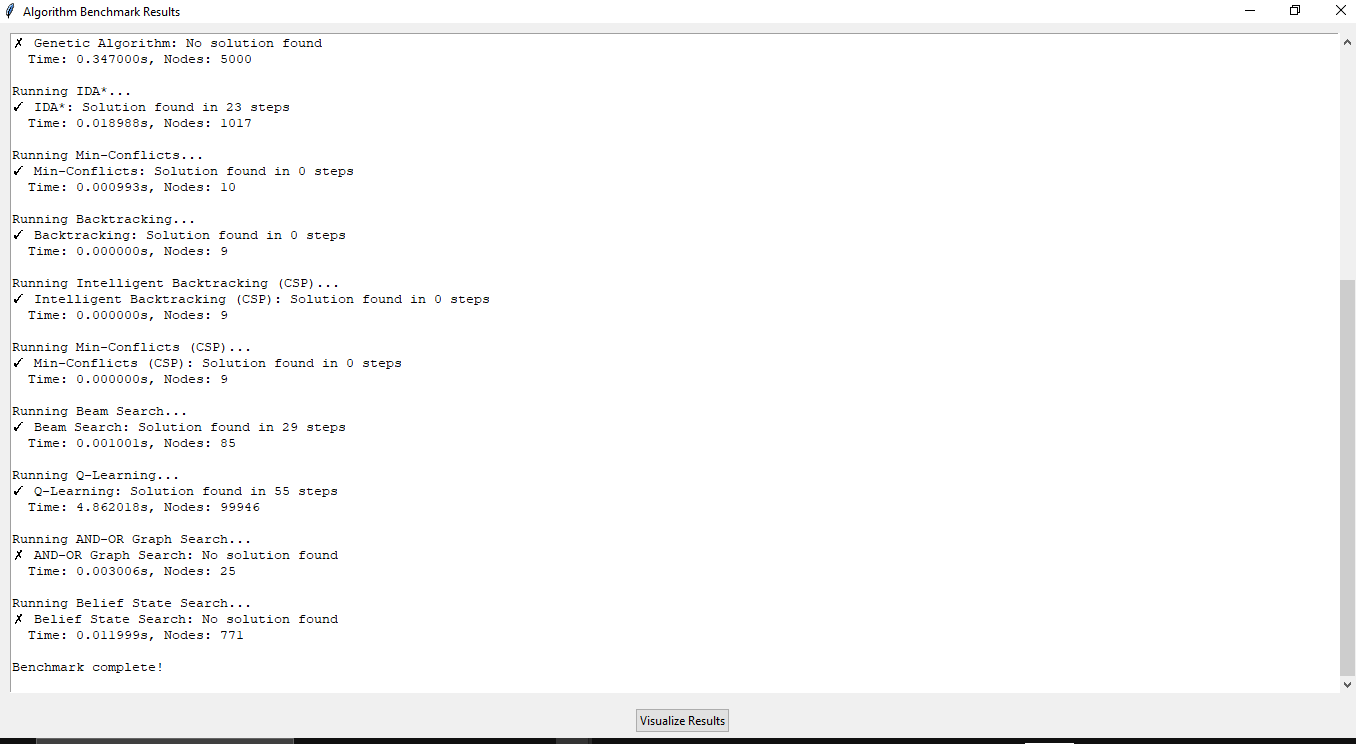 Algorithm Benchmark Results
✗ Genetic Algorithm: No solution found
Time: 0.347000s, Nodes: 5000
Running IDA*...
✓ IDA*: Solution found in 23 steps
Time: 0.018988s, Nodes: 1017
Running Min-Conflicts...
✓ Min-Conflicts: Solution found in 0 steps
Time: 0.000993s, Nodes: 10
Running Backtracking...
✓ Backtracking: Solution found in 0 steps
Time: 0.000000s, Nodes: 9
Running Intelligent Backtracking (CSP)...
✓ Intelligent Backtracking (CSP): Solution found in 0 steps
Time: 0.000000s, Nodes: 9
Running Min-Conflicts (CSP)...
✓ Min-Conflicts (CSP): Solution found in 0 steps
Time: 0.000000s, Nodes: 9
Running Beam Search...
✓ Beam Search: Solution found in 29 steps
Time: 0.001001s, Nodes: 85
Running Q-Learning...
✓ Q-Learning: Solution found in 55 steps
Time: 4.862018s, Nodes: 99946
Running AND-OR Graph Search...
✗ AND-OR Graph Search: No solution found
Time: 0.003006s, Nodes: 25
Running Belief State Search...
✗ Belief State Search: No solution found
Time: 0.011999s, Nodes: 771
Benchmark complete!
Visualize Results